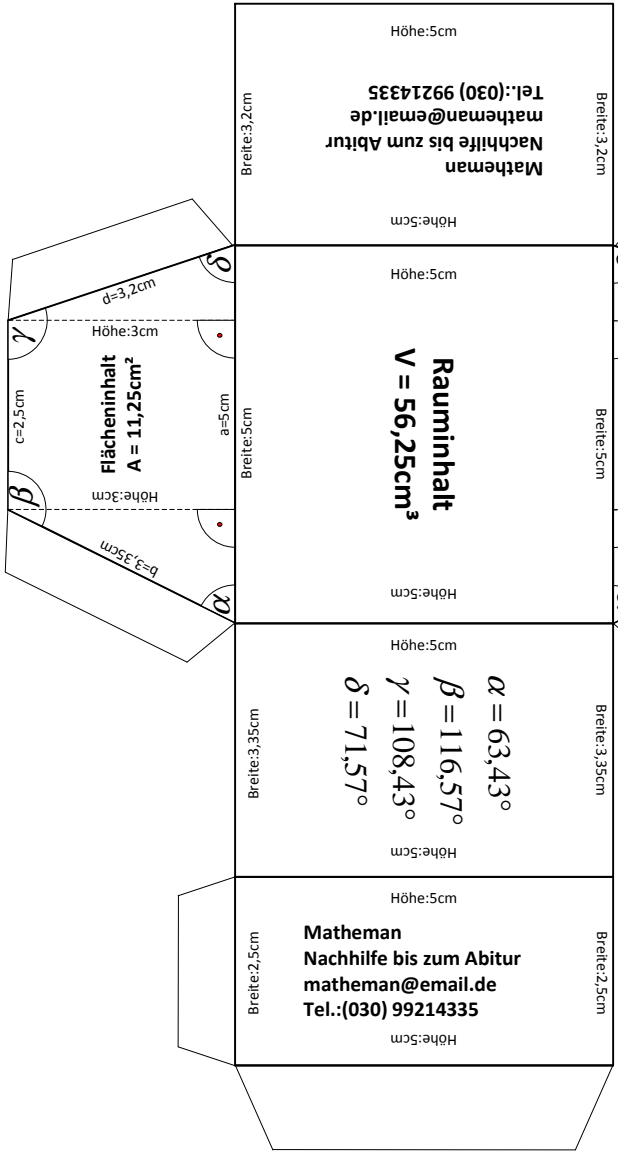 Höhe:5cm
Breite:3,2cm
Breite:3,2cm
Matheman
Nachhilfe bis zum Abitur
matheman@email.de
Tel.:(030) 99214335
Höhe:5cm
δ
d=3,2cm
γ
Höhe:3cm
c=2,5cm
Flächeninhalt
A = 11,25cm²
a=5cm
Höhe:3cm
β
b=3,35cm
α
Höhe:5cm
Breite:5cm
Rauminhalt
V = 56,25cm³
Breite:5cm
Höhe:5cm
Höhe:5cm
Breite:3,35cm
α = 63,43°
β = 116,57°
γ = 108,43°
δ = 71,57°
Breite:3,35cm
Höhe:5cm
Höhe:5cm
Breite:2,5cm
Matheman
Nachhilfe bis zum Abitur
matheman@email.de
Tel.:(030) 99214335
Breite:2,5cm
Höhe:5cm